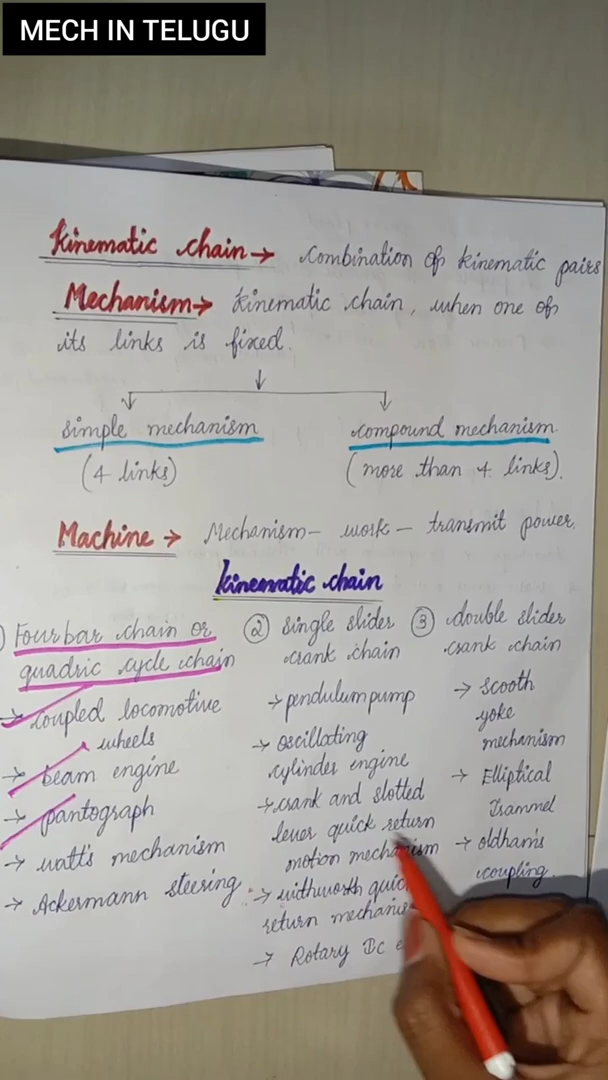 MECH IN TELUGU
Kinematic chain → Combination of kinematic pairs
Mechanism → kinematic chain, when one of
its links is fixed.
simple mechanism
(4 links)
compound mechanism
(more than 4 links).
Machine → Mechanism - work - transmit power.
kinematic chain
) Four bar chain or
quadric cycle chain
→ coupled locomotive
wheels
→ beam engine
→ pantograph
→ watt's mechanism
→ Ackermann steering
② single slider
crank chain
→ pendulum pump
→ oscillating
cylinder engine
→ crank and slotted
lever quick return
motion mechanism
→ withworth quic
return mechanis
→ Rotary Ic e
③ double slider
crank chain
→ scooth
yoke
mechanism
→ Elliptical
Trammel
→ oldham's
coupling